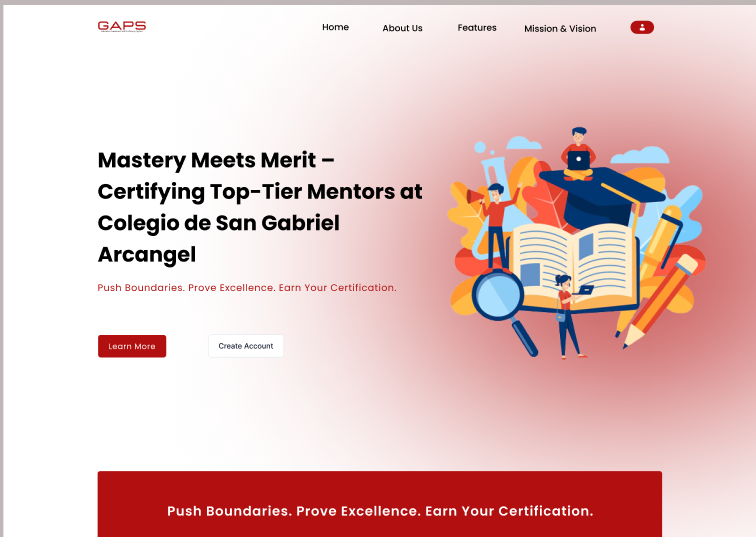 GAPS
Home
About Us
Features
Mission & Vision
Mastery Meets Merit –
Certifying Top-Tier Mentors at
Colegio de San Gabriel
Arcangel
Push Boundaries. Prove Excellence. Earn Your Certification.
Learn More
Create Account
Push Boundaries. Prove Excellence. Earn Your Certification.